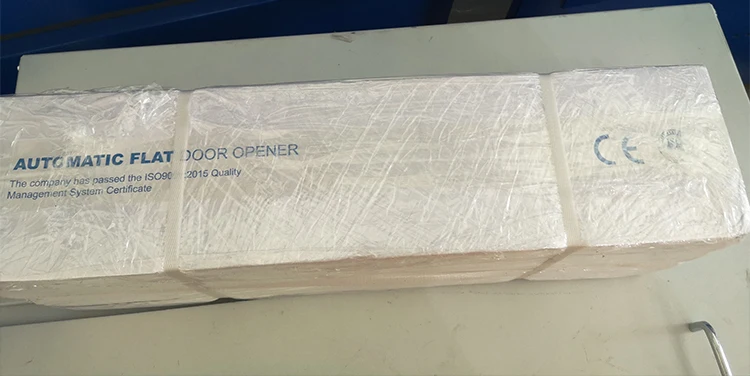 AUTOMATIC FLAT DOOR OPENER
The company has passed the ISO90 :2015 Quality
Management System Certificate
CE